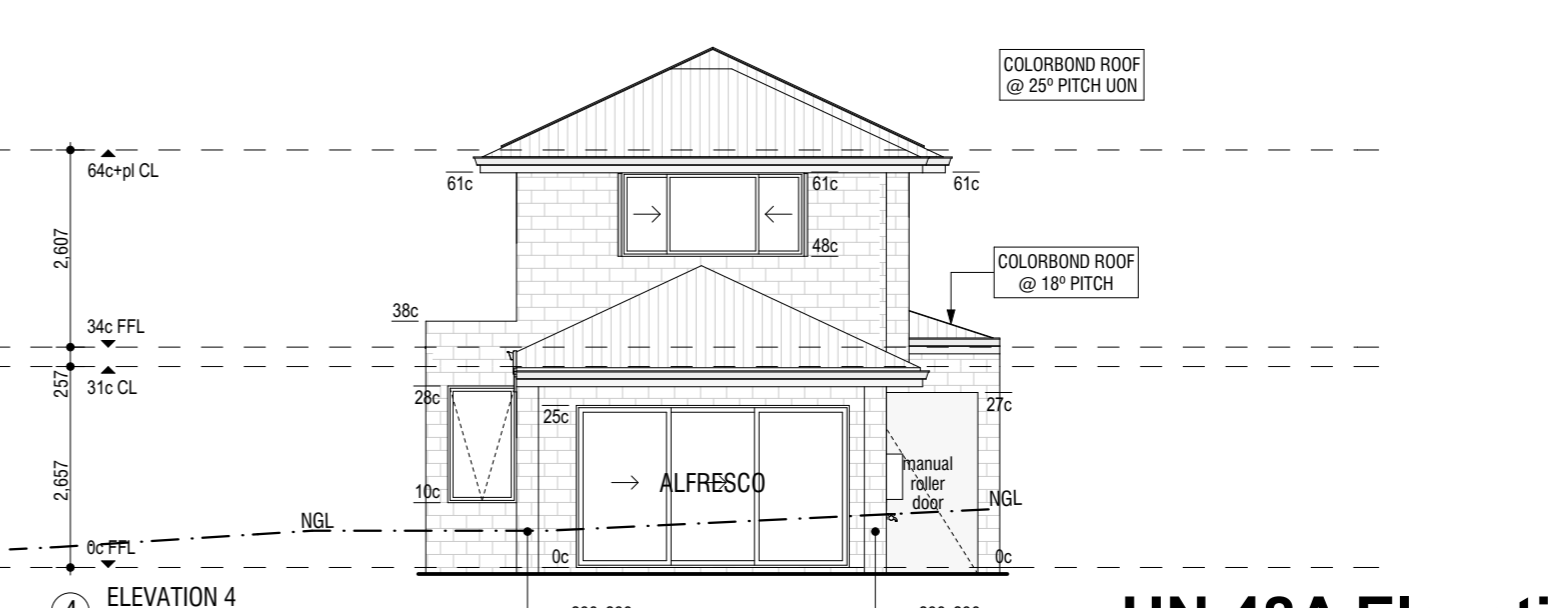 COLORBOND ROOF
@ 25º PITCH UON
64c+pl CL
61c
61c
61c
2,607
48c
COLORBOND ROOF
@ 18º PITCH
38c
34c FFL
257
31c CL
28c
25c
27c
2,657
10c
ALFRESCO
manual
roller
door
NGL
NGL
0c FFL
0c
0c
4
ELEVATION 4